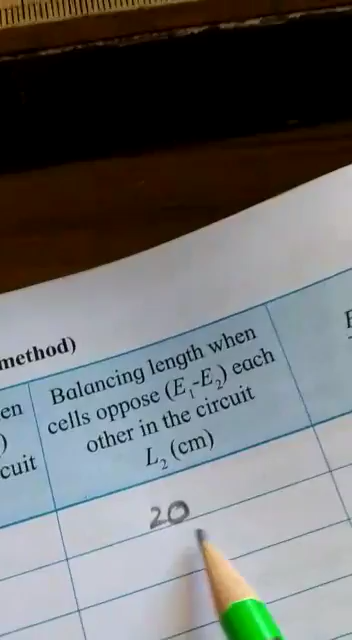 method)
en
)
cuit
Balancing length when
cells oppose (E₁-E₂) each
other in the circuit
L₂ (cm)
E
20